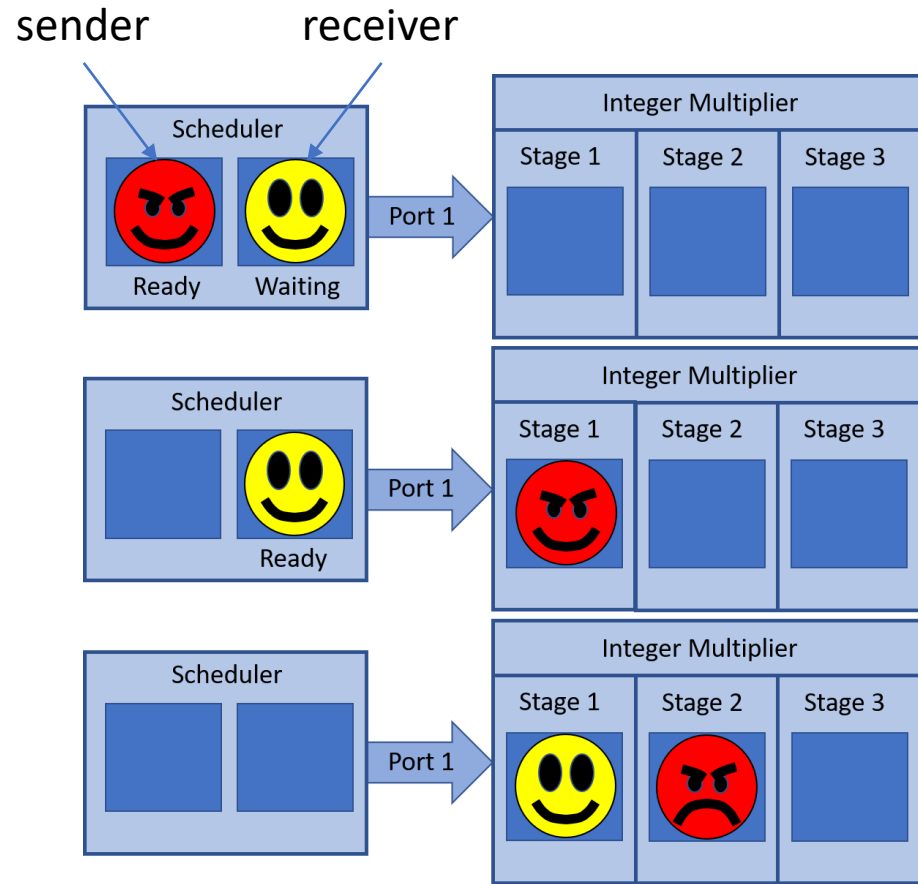 sender
receiver
Scheduler
Ready
Waiting
Port 1
Integer Multiplier
Stage 1
Stage 2
Stage 3
Scheduler
Ready
Port 1
Integer Multiplier
Stage 1
Stage 2
Stage 3
Scheduler
Port 1
Integer Multiplier
Stage 1
Stage 2
Stage 3